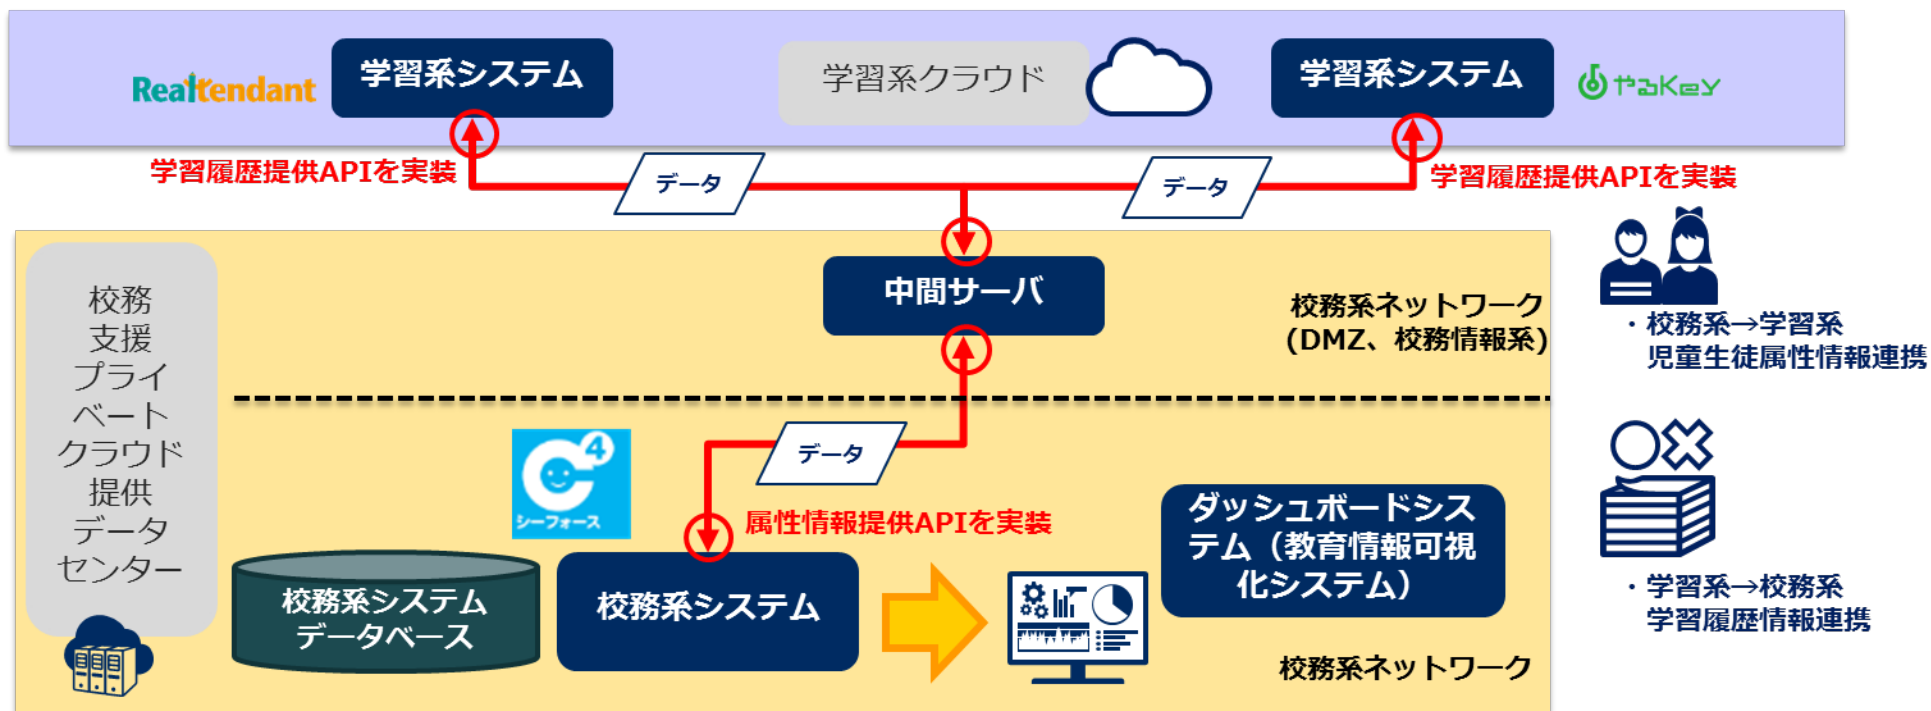 Realtendant
学習系システム
学習系クラウド
学習系システム
やるKey
学習履歴提供APIを実装
データ
データ
学習履歴提供APIを実装
校務
支援
プライ
ベート
クラウド
提供
データ
センター
中間サーバ
校務系ネットワーク
(DMZ、校務情報系)
・校務系→学習系
児童生徒属性情報連携
データ
C4
シーフォース
属性情報提供APIを実装
ダッシュボードシス
テム（教育情報可視
化システム）
校務系システム
データベース
校務系システム
・学習系→校務系
学習履歴情報連携
校務系ネットワーク